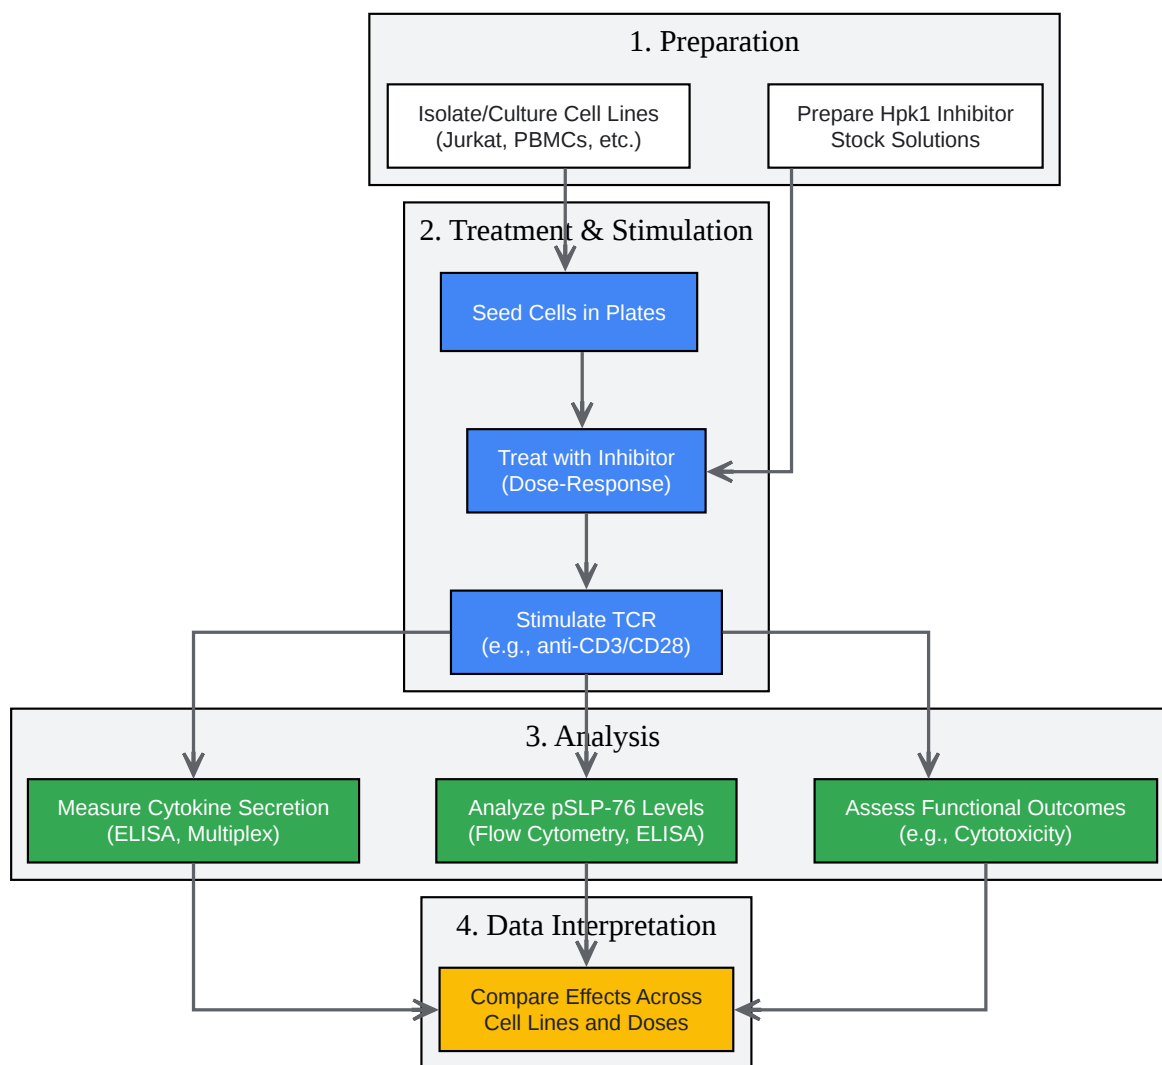 1. Preparation
Isolate/Culture Cell Lines
(Jurkat, PBMCs, etc.)
Prepare Hpk1 Inhibitor
Stock Solutions
2. Treatment & Stimulation
Seed Cells in Plates
Treat with Inhibitor
(Dose-Response)
Stimulate TCR
(e.g., anti-CD3/CD28)
3. Analysis
Measure Cytokine Secretion
(ELISA, Multiplex)
Analyze pSLP-76 Levels
(Flow Cytometry, ELISA)
Assess Functional Outcomes
(e.g., Cytotoxicity)
4. Data Interpretation
Compare Effects Across
Cell Lines and Doses